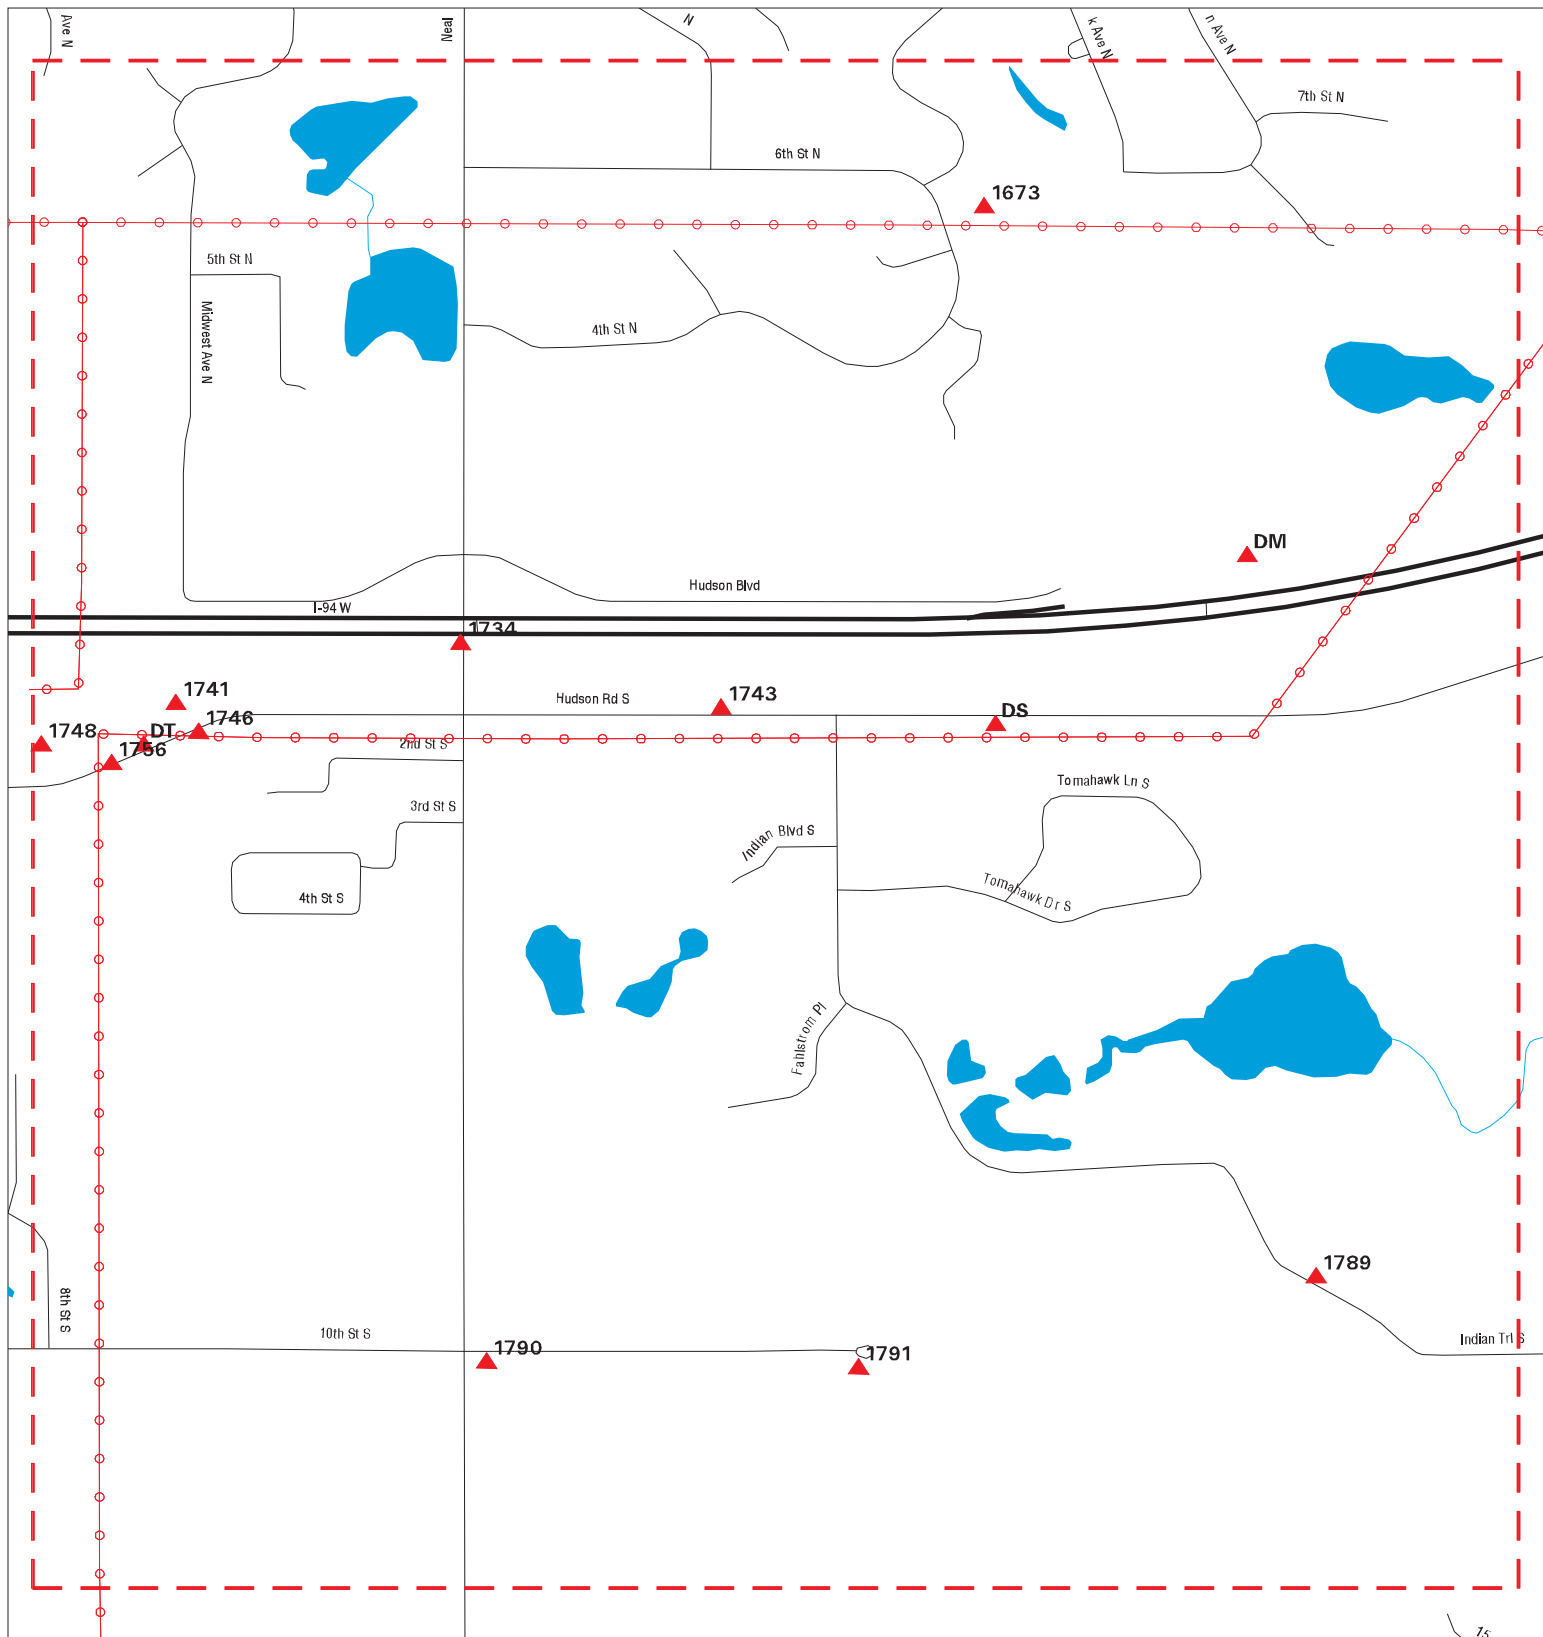 Ave N
Neal
N
k Ave N
n Ave N
7th St N
6th St N
1673
5th St N
Midwest Ave N
4th St N
DM
Hudson Blvd
I-94 W
1734
1741
Hudson Rd S
1743
DS
1748
DT
1746
1756
2nd St S
Tomahawk Ln S
3rd St S
Indian Blvd S
4th St S
Tomahawk Dr S
Fahlstrom Pl
1789
8th St S
10th St S
1790
1791
Indian Trl S
15